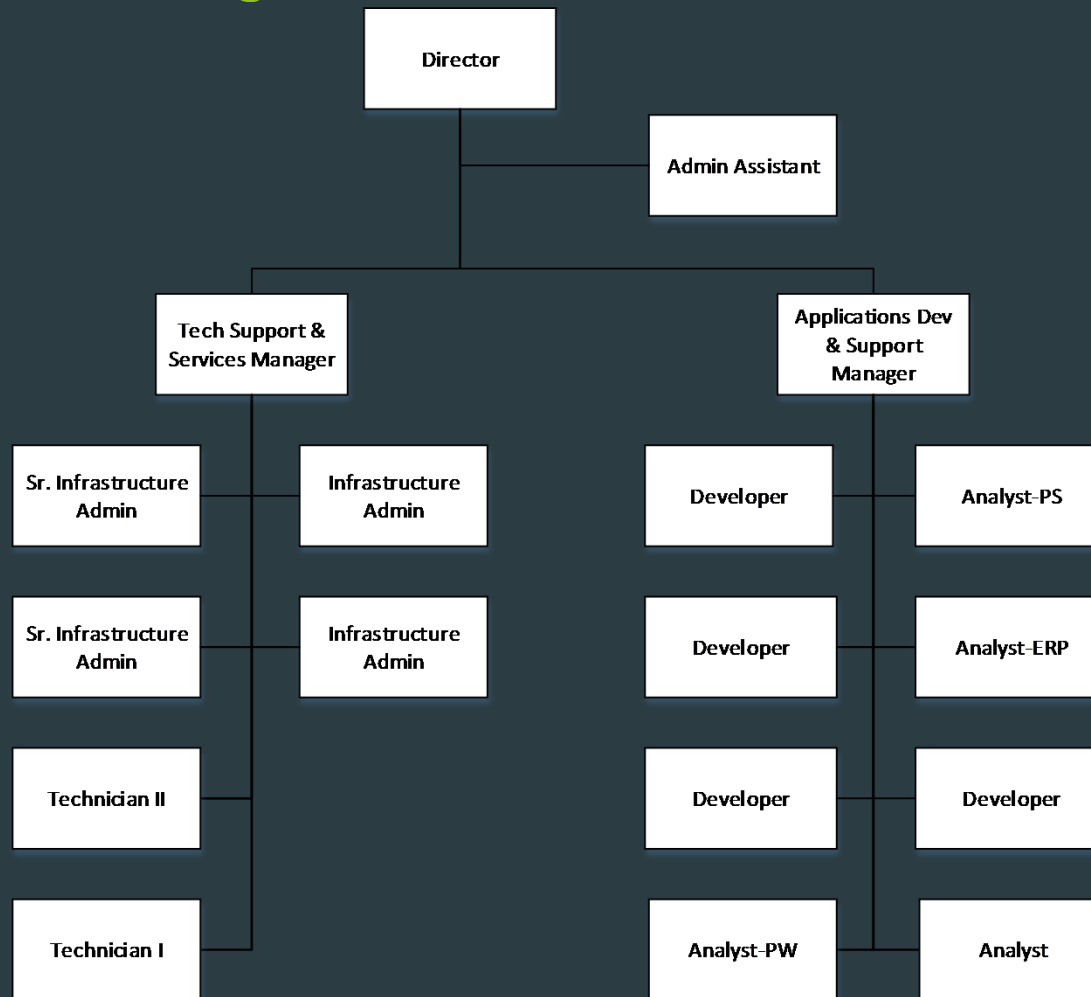 Director
Admin Assistant
Tech Support &
Services Manager
Applications Dev
& Support
Manager
Sr. Infrastructure
Admin
Infrastructure
Admin
Developer
Analyst-PS
Sr. Infrastructure
Admin
Infrastructure
Admin
Developer
Analyst-ERP
Technician II
Developer
Developer
Technician I
Analyst-PW
Analyst